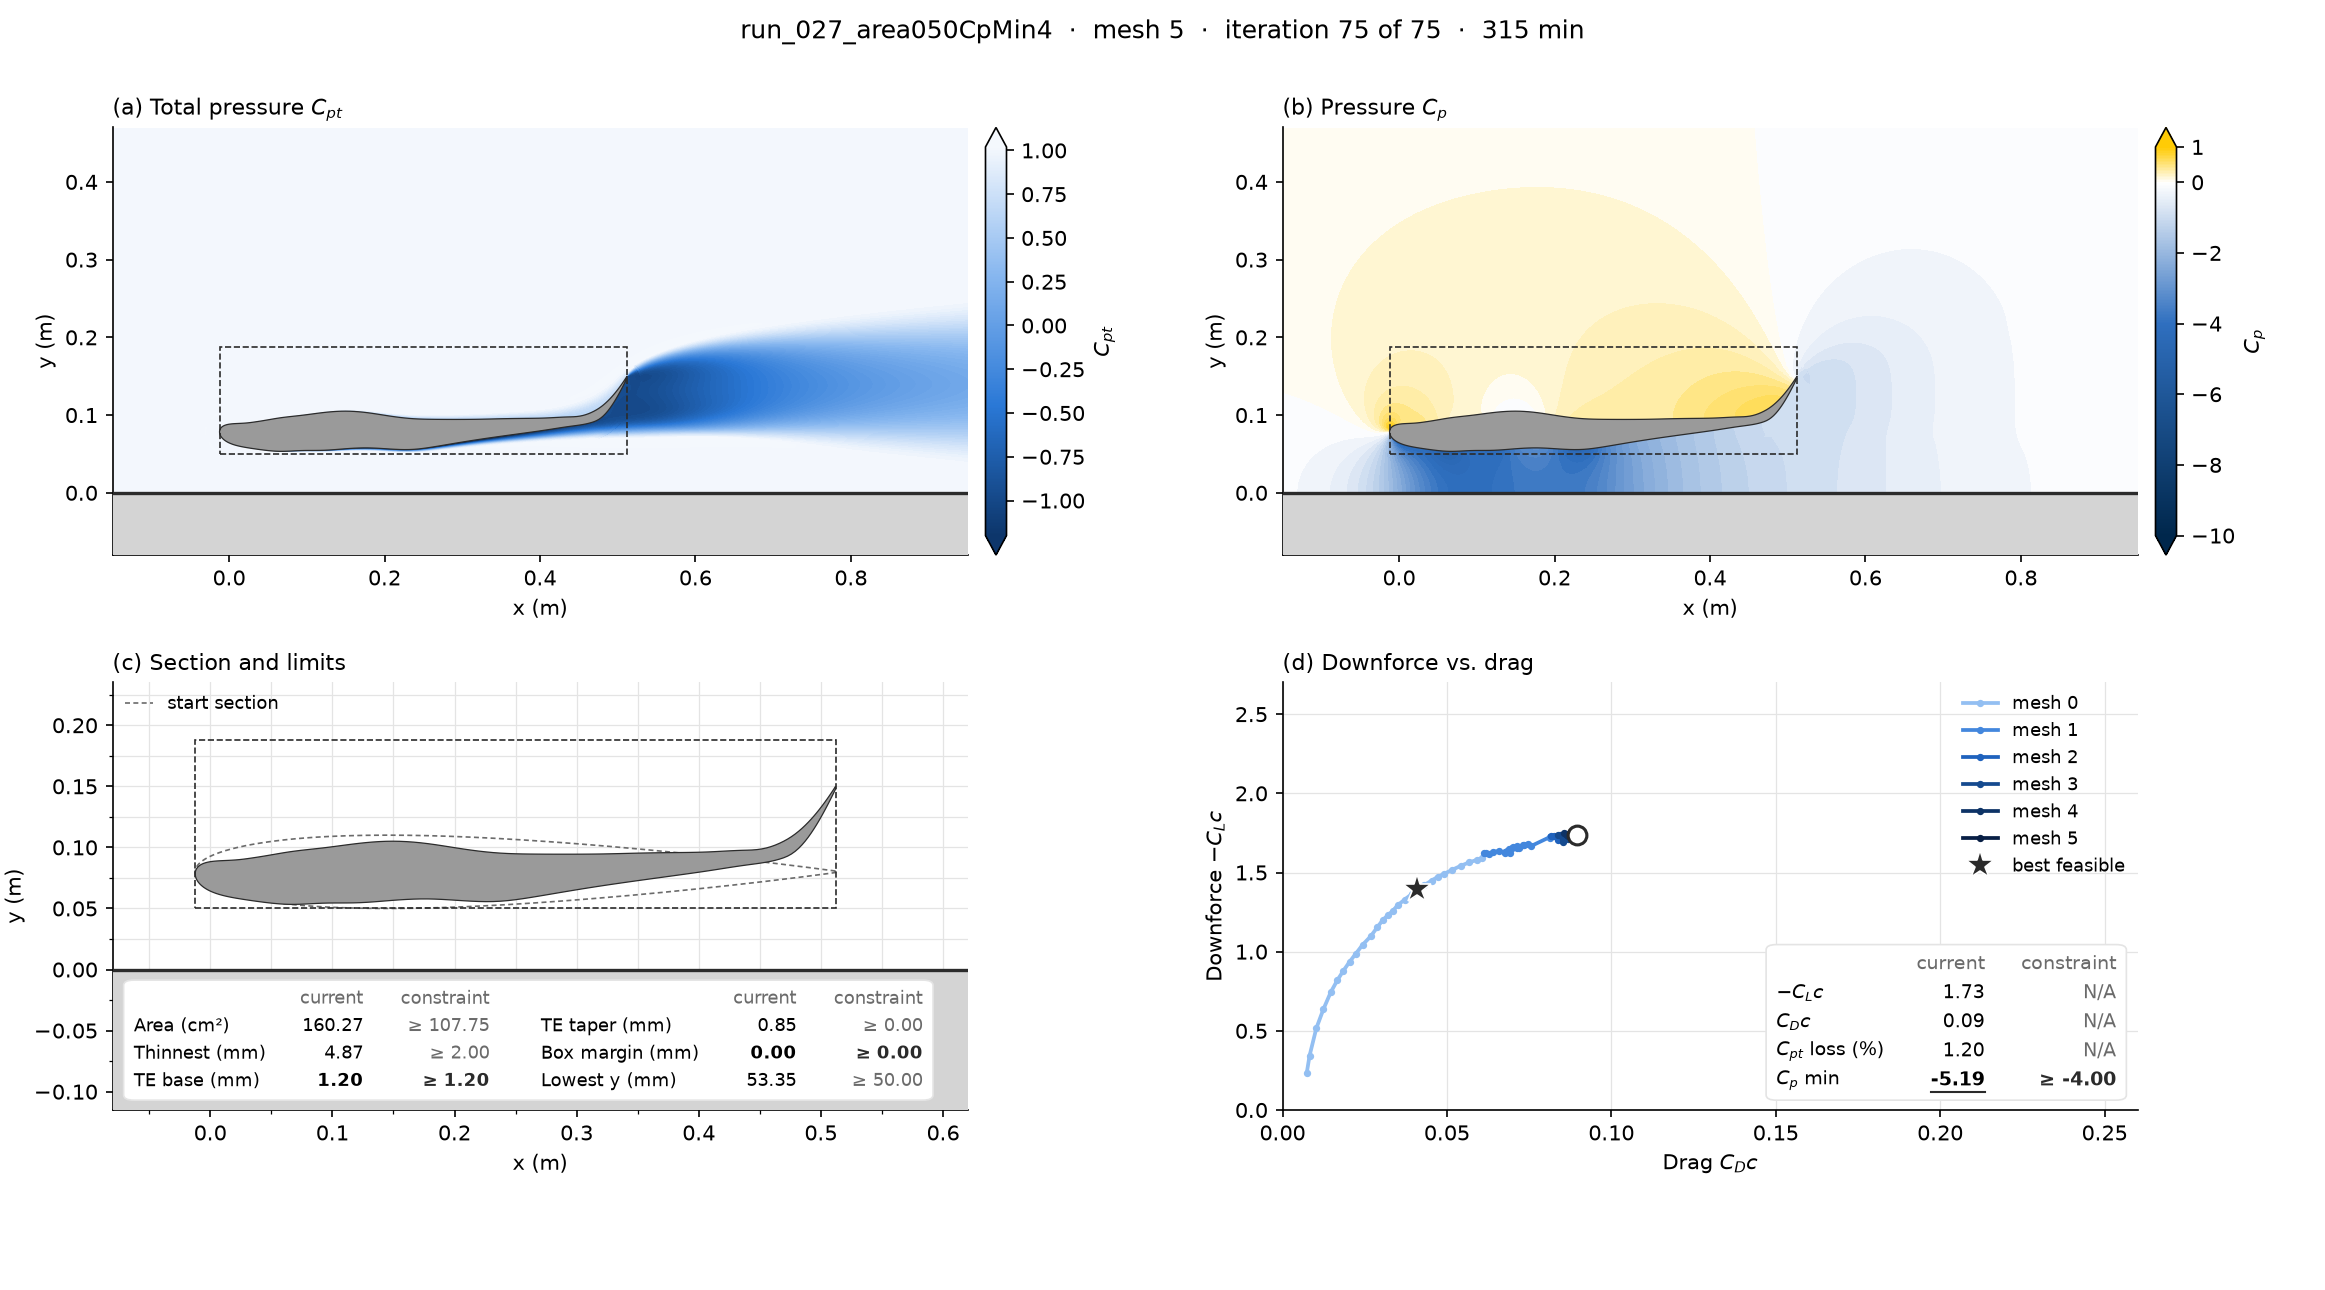 run_027_area050CpMin4 · mesh 5 · iteration 75 of 75 · 315 min
(a) Total pressure Cpt
y (m)
0.4
0.3
0.2
0.1
0.0
0.0 0.2 0.4 0.6 0.8
x (m)
1.00
0.75
0.50
0.25
0.00
−0.25
−0.50
−0.75
−1.00
Cpt
(b) Pressure Cp
y (m)
0.4
0.3
0.2
0.1
0.0
0.0 0.2 0.4 0.6 0.8
x (m)
1
0
−2
−4
−6
−8
−10
Cp
(c) Section and limits
start section
y (m)
0.20
0.15
0.10
0.05
0.00
−0.05
−0.10
current constraint current constraint
Area (cm²) 160.27 ≥ 107.75 TE taper (mm) 0.85 ≥ 0.00
Thinnest (mm) 4.87 ≥ 2.00 Box margin (mm) 0.00 ≥ 0.00
TE base (mm) 1.20 ≥ 1.20 Lowest y (mm) 53.35 ≥ 50.00
0.0 0.1 0.2 0.3 0.4 0.5 0.6
x (m)
(d) Downforce vs. drag
Downforce −CLc
2.5
2.0
1.5
1.0
0.5
0.0
mesh 0
mesh 1
mesh 2
mesh 3
mesh 4
mesh 5
best feasible
current constraint
−CLc 1.73 N/A
CDc 0.09 N/A
Cpt loss (%) 1.20 N/A
Cp min -5.19 ≥ -4.00
0.00 0.05 0.10 0.15 0.20 0.25
Drag CDc